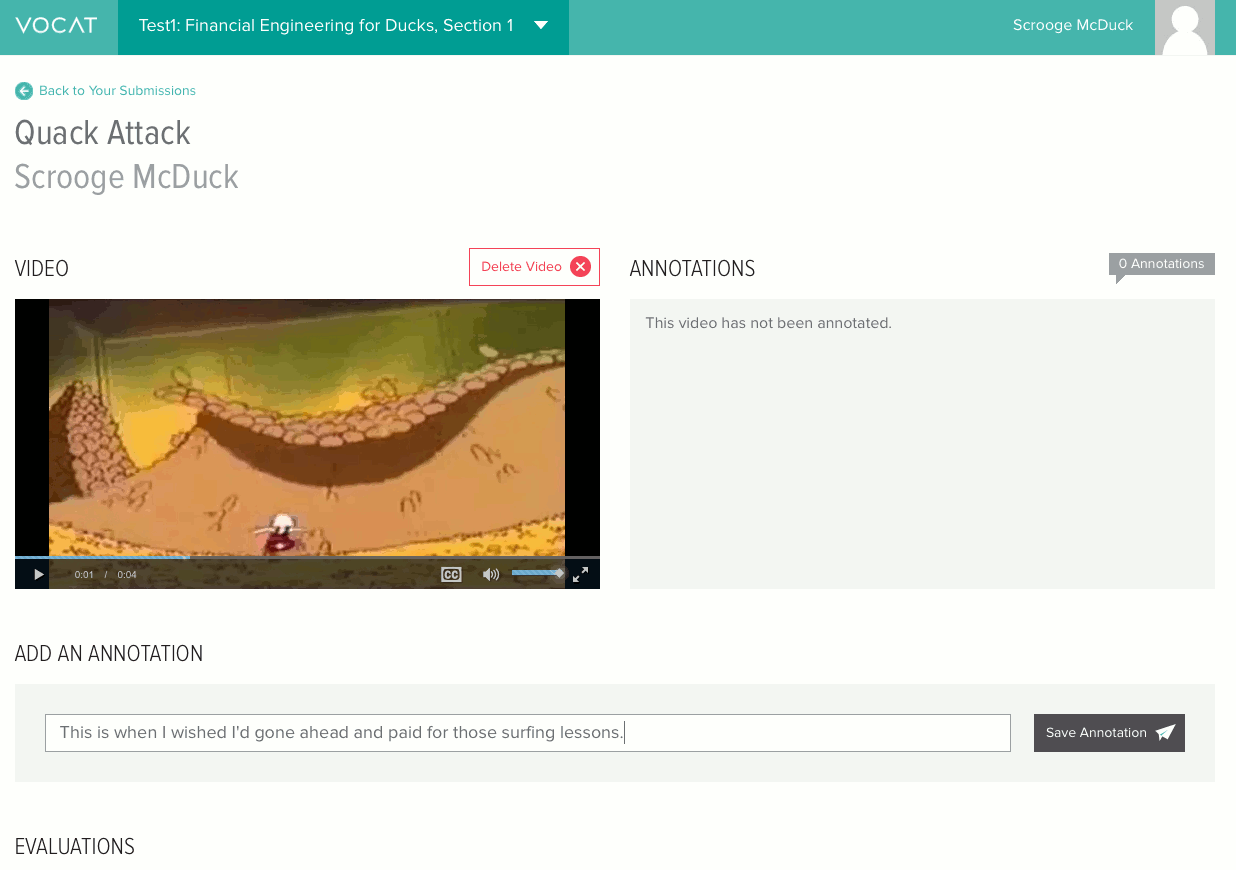 VOCAT
Test1: Financial Engineering for Ducks, Section 1
Scrooge McDuck
Back to Your Submissions
Quack Attack
Scrooge McDuck
VIDEO
Delete Video
ANNOTATIONS
0 Annotations
This video has not been annotated.
0:01 / 0:04
CC
ADD AN ANNOTATION
This is when I wished I'd gone ahead and paid for those surfing lessons.
Save Annotation
EVALUATIONS